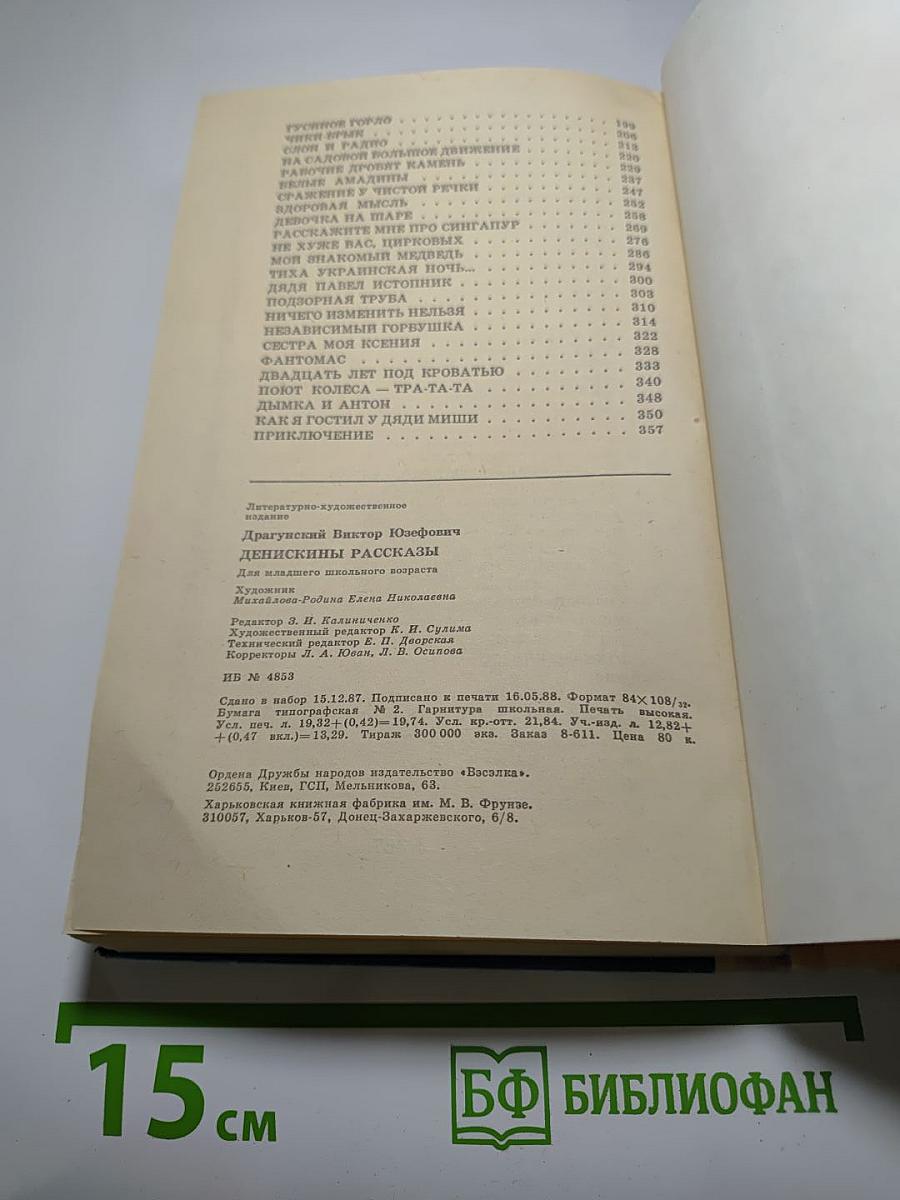 ГУСИНОЕ ГОРЛО . . . . . . . . . . . . . . . . 199
ЧИКИ-БРЫК . . . . . . . . . . . . . . . . 206
СЛОН И РАДИО . . . . . . . . . . . . . . . . 213
НА САДОВОЙ БОЛЬШОЕ ДВИЖЕНИЕ . . . . . . 220
РАБОЧИЕ ДРОБЯТ КАМЕНЬ . . . . . . . . . . 229
БЕЛЫЕ АМАДИНЫ . . . . . . . . . . . . . . 237
СРАЖЕНИЕ У ЧИСТОЙ РЕЧКИ . . . . . . . . . 247
ЗДОРОВАЯ МЫСЛЬ . . . . . . . . . . . . . . 252
ДЕВОЧКА НА ШАРЕ . . . . . . . . . . . . . 258
РАССКАЖИТЕ МНЕ ПРО СИНГАПУР . . . . . . . 269
НЕ ХУЖЕ ВАС, ЦИРКОВЫХ . . . . . . . . . . 276
МОЙ ЗНАКОМЫЙ МЕДВЕДЬ . . . . . . . . . . 286
ТИХА УКРАИНСКАЯ НОЧЬ... . . . . . . . . . . 294
ДЯДЯ ПАВЕЛ ИСТОПНИК . . . . . . . . . . . 300
ПОДЗОРНАЯ ТРУБА . . . . . . . . . . . . . 303
НИЧЕГО ИЗМЕНИТЬ НЕЛЬЗЯ . . . . . . . . . . 310
НЕЗАВИСИМЫЙ ГОРБУШКА . . . . . . . . . . 314
СЕСТРА МОЯ КСЕНИЯ . . . . . . . . . . . . 322
ФАНТОМАС . . . . . . . . . . . . . . . . 328
ДВАДЦАТЬ ЛЕТ ПОД КРОВАТЬЮ . . . . . . . . 333
ПОЮТ КОЛЕСА — ТРА-ТА-ТА . . . . . . . . . 340
ДЫМКА И АНТОН . . . . . . . . . . . . . . 348
КАК Я ГОСТИЛ У ДЯДИ МИШИ . . . . . . . . . 350
ПРИКЛЮЧЕНИЕ . . . . . . . . . . . . . . . 357
Литературно-художественное
издание
Драгунский Виктор Юзефович
ДЕНИСКИНЫ РАССКАЗЫ
Для младшего школьного возраста
Художник
Михайлова-Родина Елена Николаевна
Редактор З. И. Калиниченко
Художественный редактор К. И. Сулима
Технический редактор Е. П. Дворская
Корректоры Л. А. Юван, Л. В. Осипова
ИБ № 4853
Сдано в набор 15.12.87. Подписано к печати 16.05.88. Формат 84×108/32.
Бумага типографская № 2. Гарнитура школьная. Печать высокая.
Усл. печ. л. 19,32+(0,42)=19,74. Усл. кр.-отт. 21,84. Уч.-изд. л. 12,82+
+(0,47 вкл.)=13,29. Тираж 300 000 экз. Заказ 8-611. Цена 80 к.
Ордена Дружбы народов издательство «Вэсэлка».
252655, Киев, ГСП, Мельникова, 63.
Харьковская книжная фабрика им. М. В. Фрунзе.
310057, Харьков-57, Донец-Захаржевского, 6/8.
15 см
БФ БИБЛИОФАН